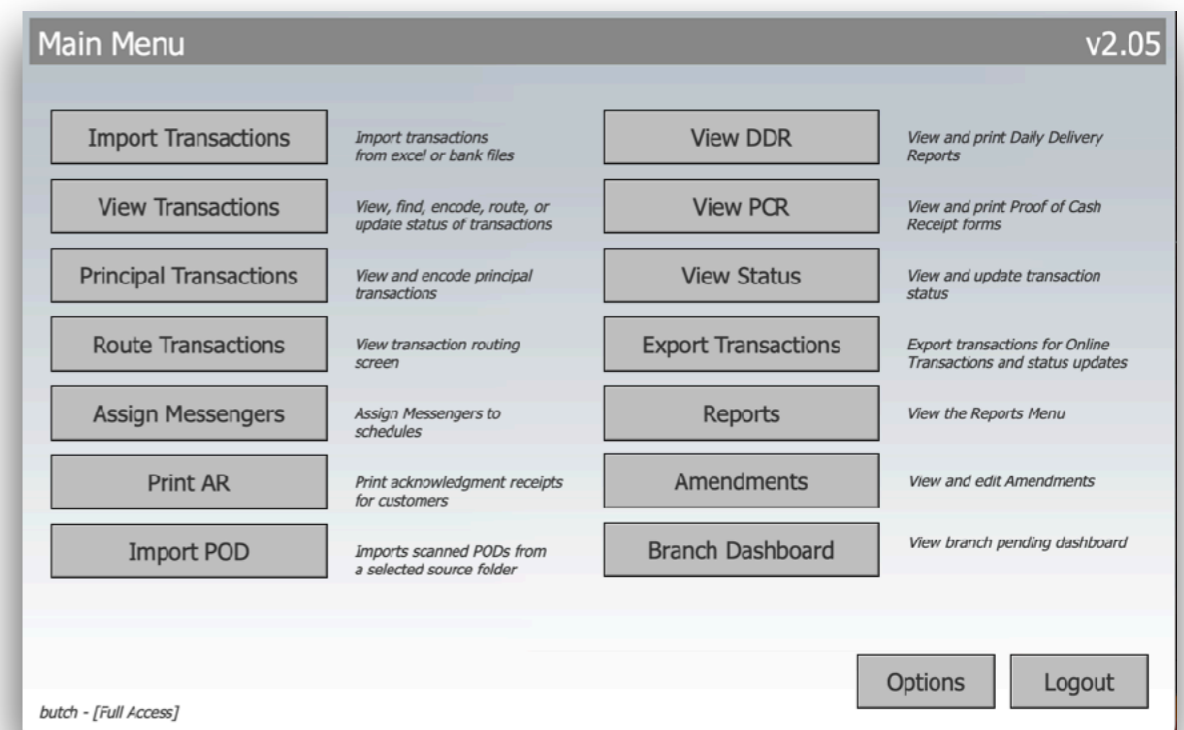 Main Menu
v2.05
Import Transactions
Import transactions
from excel or bank files
View DDR
View and print Daily Delivery
Reports
View Transactions
View, find, encode, route, or
update status of transactions
View PCR
View and print Proof of Cash
Receipt forms
Principal Transactions
View and encode principal
transactions
View Status
View and update transaction
status
Route Transactions
View transaction routing
screen
Export Transactions
Export transactions for Online
Transactions and status updates
Assign Messengers
Assign Messengers to
schedules
Reports
View the Reports Menu
Print AR
Print acknowledgment receipts
for customers
Amendments
View and edit Amendments
Import POD
Imports scanned PODs from
a selected source folder
Branch Dashboard
View branch pending dashboard
Options
Logout
butch - [Full Access]